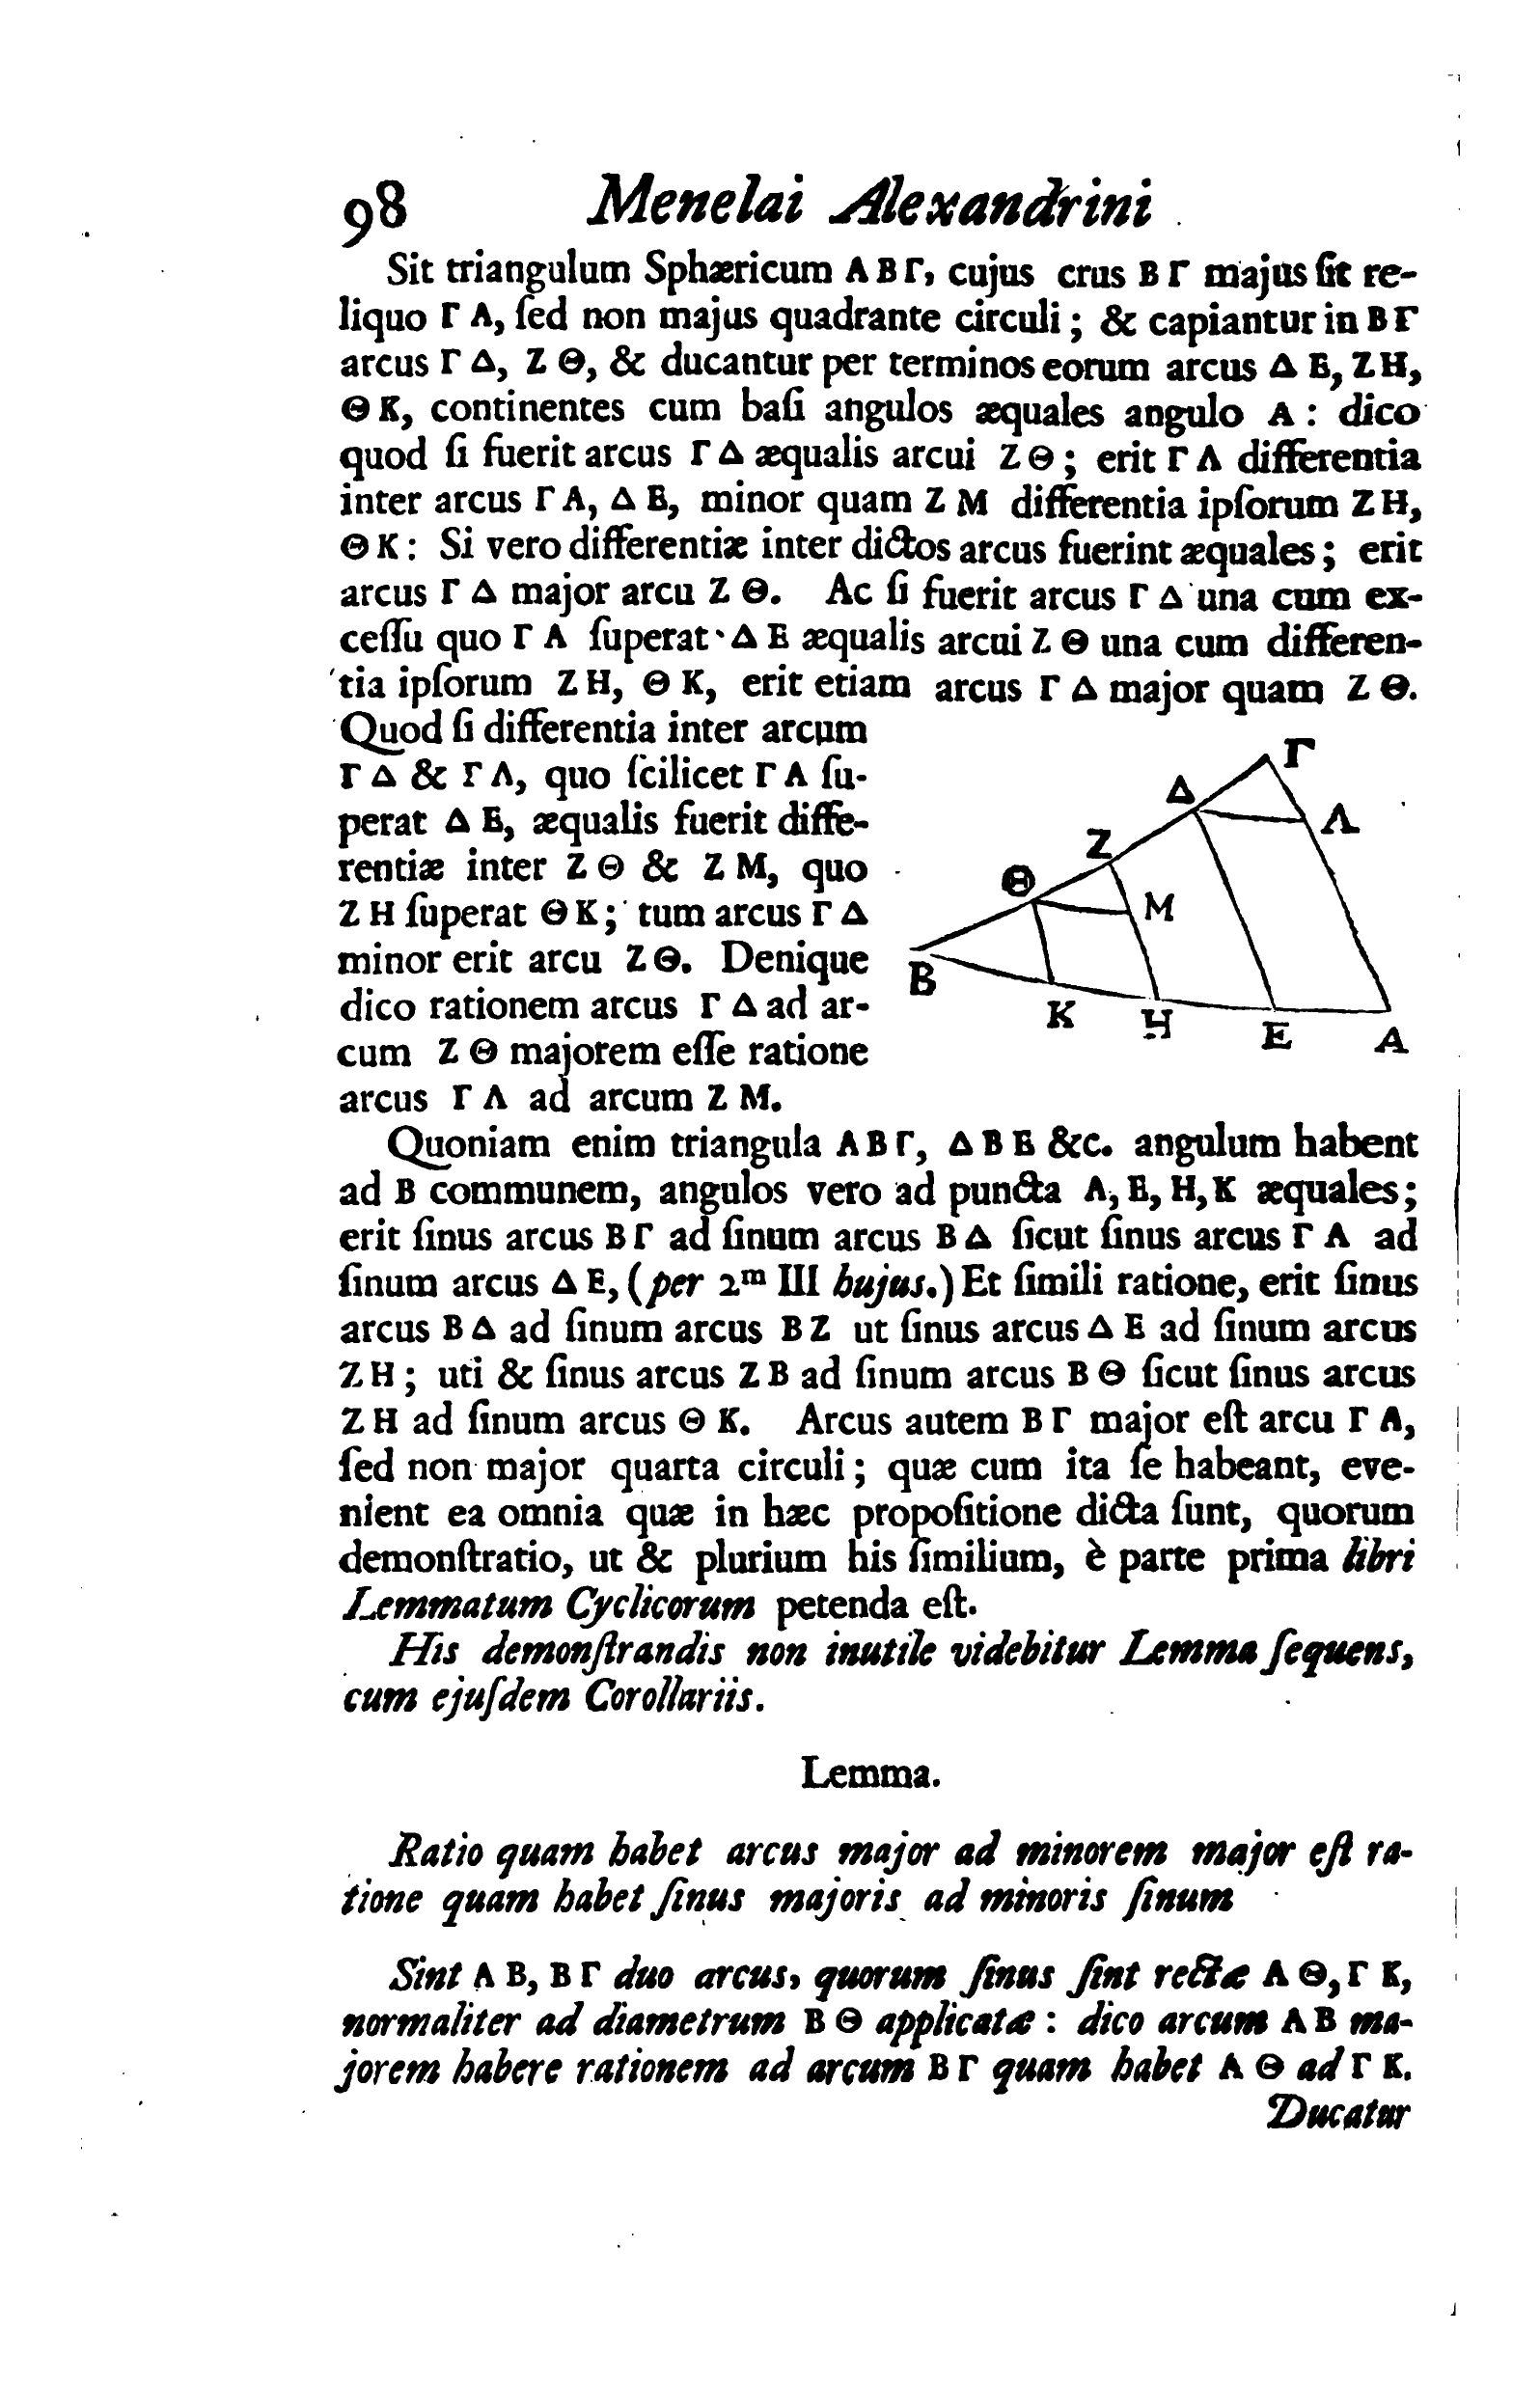 98 Menelai Alexandrini
Sit triangulum Sphæricum Α Β Γ, cujus crus Β Γ majus ſit re-
liquo Γ Α, ſed non majus quadrante circuli; & capiantur in Β Γ
arcus Γ Δ, Ζ Θ, & ducantur per terminos eorum arcus Δ Ε, Ζ Η,
Θ Κ, continentes cum baſi angulos æquales angulo Α: dico
quod ſi fuerit arcus Γ Δ æqualis arcui Ζ Θ; erit Γ Λ differentia
inter arcus Γ Α, Δ Ε, minor quam Ζ Μ differentia ipſorum Ζ Η,
Θ Κ: Si vero differentiæ inter dictos arcus fuerint æquales; erit
arcus Γ Δ major arcu Ζ Θ. Ac ſi fuerit arcus Γ Δ una cum ex-
ceſſu quo Γ Α ſuperat Δ Ε æqualis arcui Ζ Θ una cum differen-
tia ipſorum Ζ Η, Θ Κ, erit etiam arcus Γ Δ major quam Ζ Θ.
Quod ſi differentia inter arcum
Γ Δ & Γ Λ, quo ſcilicet Γ Α ſu-
perat Δ Ε, æqualis fuerit diffe-
rentiæ inter Ζ Θ & Ζ Μ, quo
Ζ Η ſuperat Θ Κ; tum arcus Γ Δ
minor erit arcu Ζ Θ. Denique
dico rationem arcus Γ Δ ad ar-
cum Ζ Θ majorem eſſe ratione
arcus Γ Λ ad arcum Ζ Μ.
Γ
Δ
Λ
Ζ
Θ
Μ
Β
Κ
Η
Ε
Α
Quoniam enim triangula Α Β Γ, Δ Β Ε &c. angulum habent
ad Β communem, angulos vero ad puncta Α, Ε, Η, Κ æquales;
erit ſinus arcus Β Γ ad ſinum arcus Β Δ ſicut ſinus arcus Γ Α ad
ſinum arcus Δ Ε, (per 2ᵐ III hujus.) Et ſimili ratione, erit ſinus
arcus Β Δ ad ſinum arcus Β Ζ ut ſinus arcus Δ Ε ad ſinum arcus
Ζ Η; uti & ſinus arcus Ζ Β ad ſinum arcus Β Θ ſicut ſinus arcus
Ζ Η ad ſinum arcus Θ Κ. Arcus autem Β Γ major eſt arcu Γ Α,
ſed non major quarta circuli; quæ cum ita ſe habeant, eve-
nient ea omnia quæ in hæc propoſitione dicta ſunt, quorum
demonſtratio, ut & plurium his ſimilium, è parte prima libri
Lemmatum Cyclicorum petenda eſt.
His demonſtrandis non inutile videbitur Lemma ſequens,
cum ejuſdem Corollariis.
Lemma.
Ratio quam habet arcus major ad minorem major eſt ra-
tione quam habet ſinus majoris ad minoris ſinum
Sint Α Β, Β Γ duo arcus, quorum ſinus ſint rectæ Α Θ, Γ Κ,
normaliter ad diametrum Β Θ applicatæ: dico arcum Α Β ma-
jorem habere rationem ad arcum Β Γ quam habet Α Θ ad Γ Κ.
Ducatur